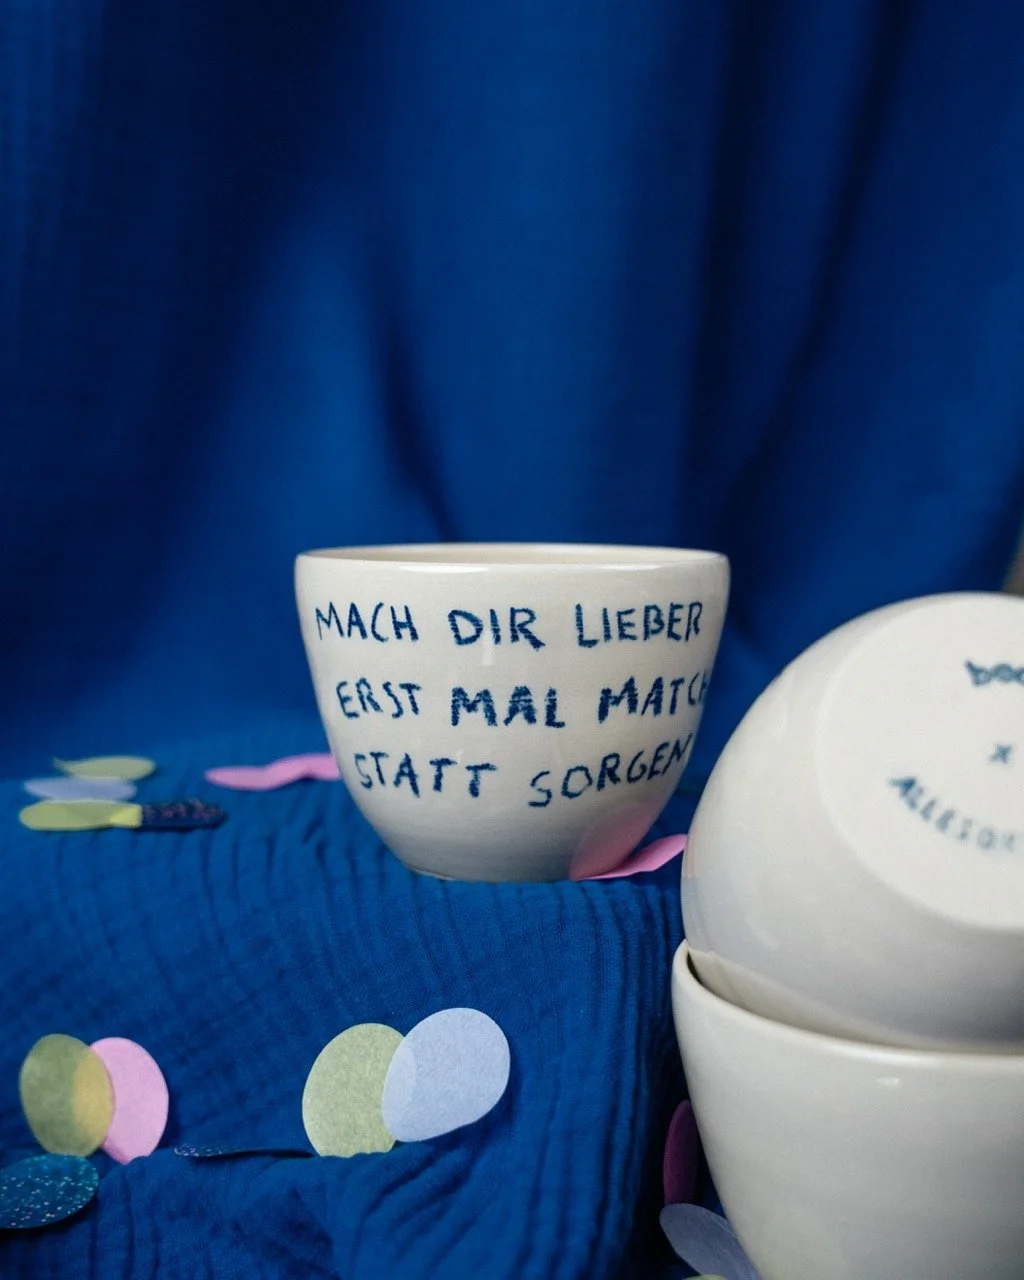 MACH DIR LIEBER
ERST MAL MATCH
STATT SORGEN
x